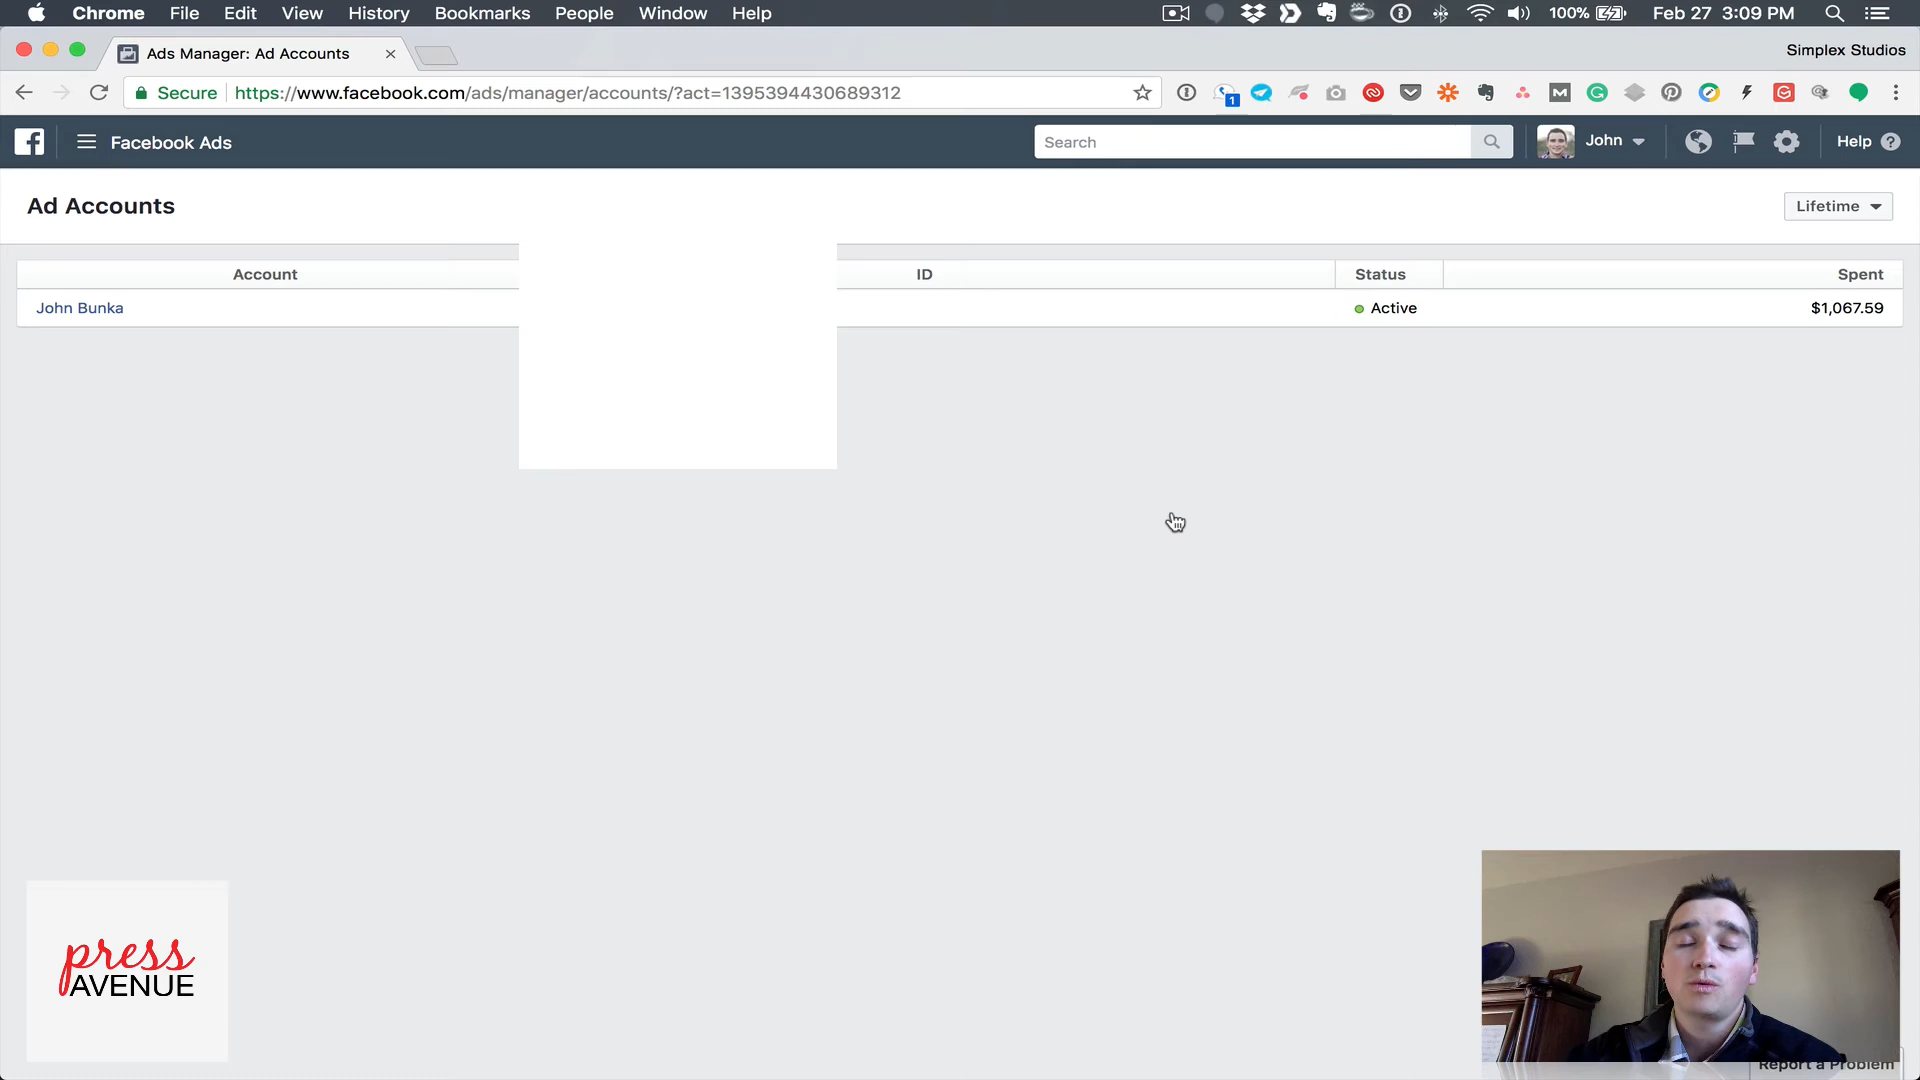 Chrome File Edit View History Bookmarks People Window Help 100% Feb 27 3:09 PM
Ads Manager: Ad Accounts Simplex Studios
Secure https://www.facebook.com/ads/manager/accounts/?act=1395394430689312 1
Facebook Ads Search John Help
Ad Accounts Lifetime
Account ID Status Spent
John Bunka Active $1,067.59
press
AVENUE
Report a Problem